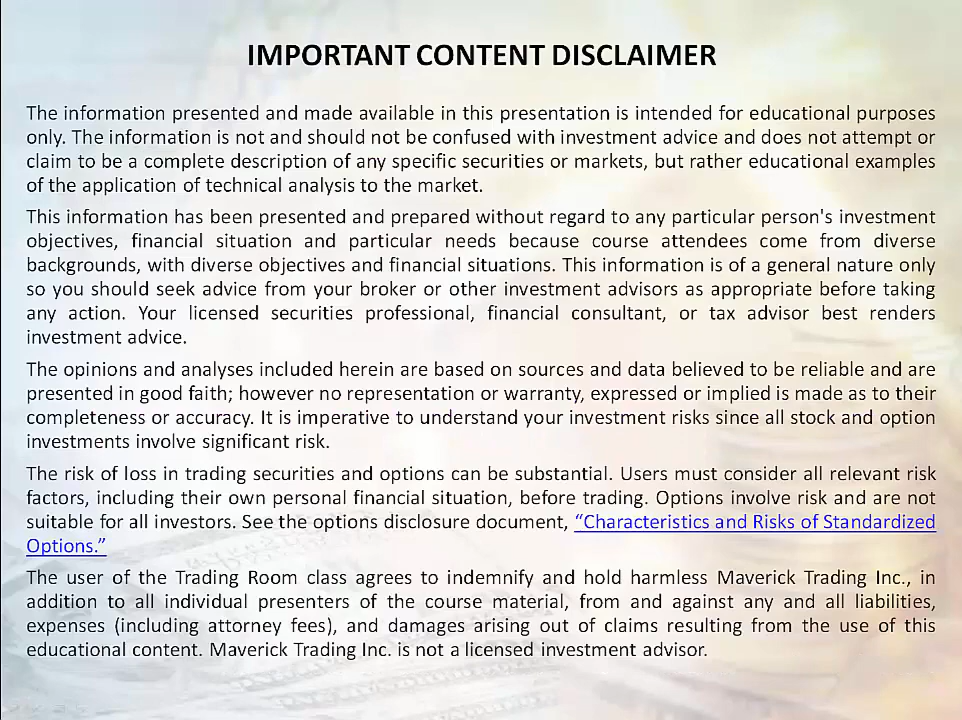 IMPORTANT CONTENT DISCLAIMER
The information presented and made available in this presentation is intended for educational purposes
only. The information is not and should not be confused with investment advice and does not attempt or
claim to be a complete description of any specific securities or markets, but rather educational examples
of the application of technical analysis to the market.
This information has been presented and prepared without regard to any particular person's investment
objectives, financial situation and particular needs because course attendees come from diverse
backgrounds, with diverse objectives and financial situations. This information is of a general nature only
so you should seek advice from your broker or other investment advisors as appropriate before taking
any action. Your licensed securities professional, financial consultant, or tax advisor best renders
investment advice.
The opinions and analyses included herein are based on sources and data believed to be reliable and are
presented in good faith; however no representation or warranty, expressed or implied is made as to their
completeness or accuracy. It is imperative to understand your investment risks since all stock and option
investments involve significant risk.
The risk of loss in trading securities and options can be substantial. Users must consider all relevant risk
factors, including their own personal financial situation, before trading. Options involve risk and are not
suitable for all investors. See the options disclosure document, “Characteristics and Risks of Standardized
Options.”
The user of the Trading Room class agrees to indemnify and hold harmless Maverick Trading Inc., in
addition to all individual presenters of the course material, from and against any and all liabilities,
expenses (including attorney fees), and damages arising out of claims resulting from the use of this
educational content. Maverick Trading Inc. is not a licensed investment advisor.